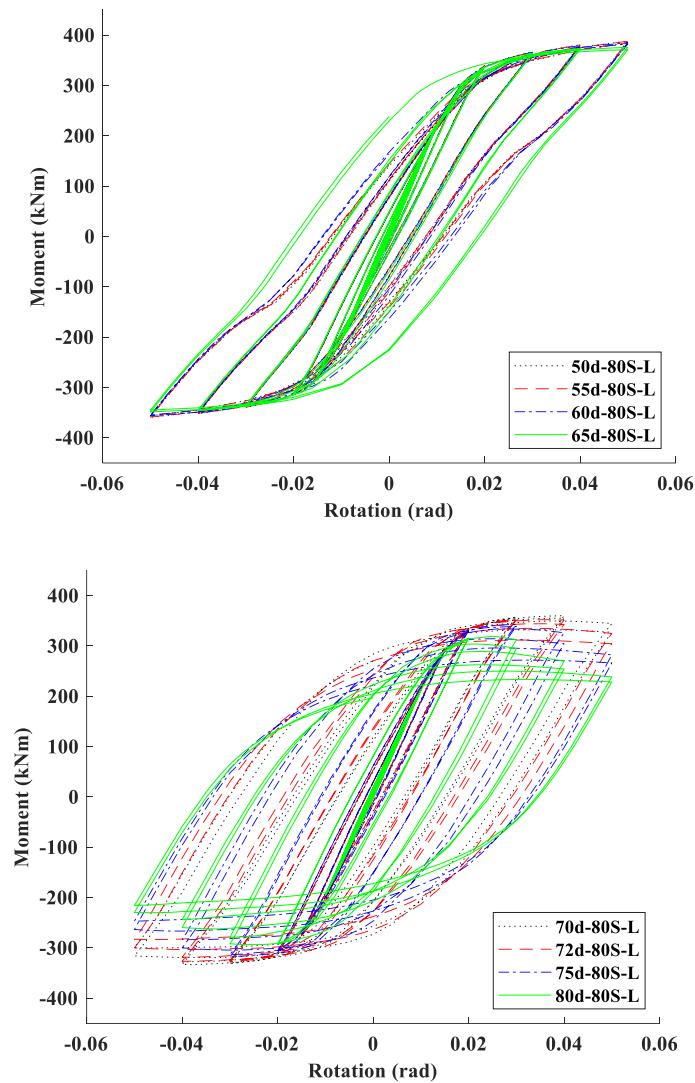 400
300
200
100
0
-100
-200
-300
-400
Moment (kNm)
50d-80S-L
55d-80S-L
60d-80S-L
65d-80S-L
-0.06 -0.04 -0.02 0 0.02 0.04 0.06
Rotation (rad)
400
300
200
100
0
-100
-200
-300
-400
Moment (kNm)
70d-80S-L
72d-80S-L
75d-80S-L
80d-80S-L
-0.06 -0.04 -0.02 0 0.02 0.04 0.06
Rotation (rad)